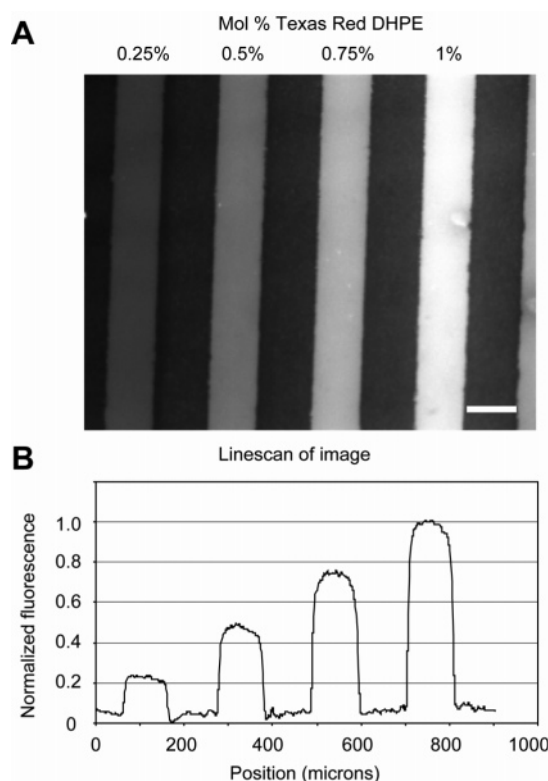 A
Mol % Texas Red DHPE
0.25% 0.5% 0.75% 1%
B
Linescan of image
Normalized fluorescence
1.0
0.8
0.6
0.4
0.2
0
0 200 400 600 800 1000
Position (microns)